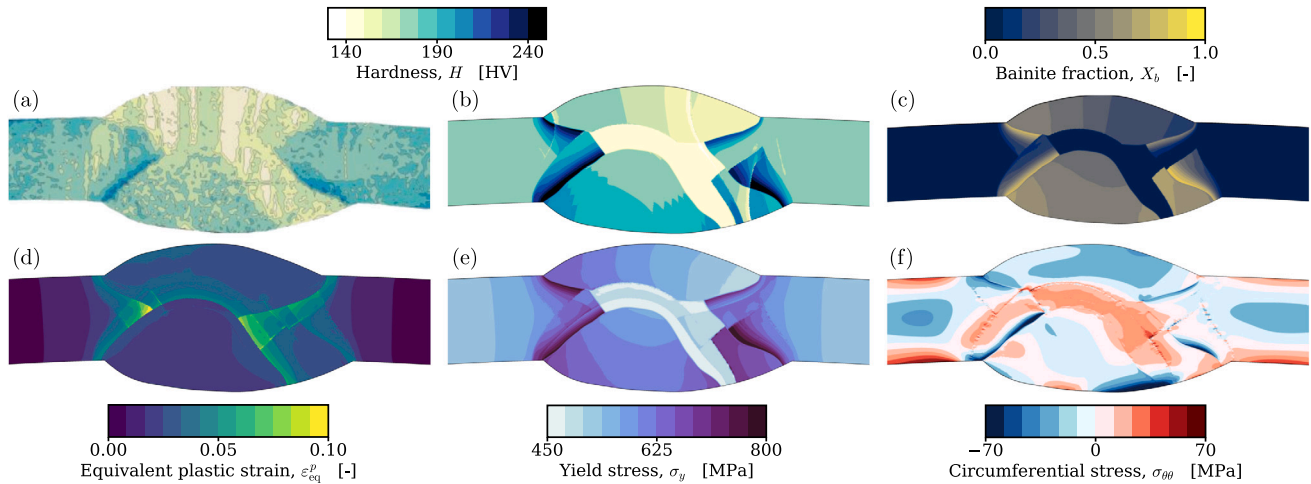 140 190 240
Hardness, H [HV]
0.0 0.5 1.0
Bainite fraction, X_b [-]
(a) (b) (c)
(d) (e) (f)
0.00 0.05 0.10
Equivalent plastic strain, ε_eq^p [-]
450 625 800
Yield stress, σ_y [MPa]
−70 0 70
Circumferential stress, σ_θθ [MPa]